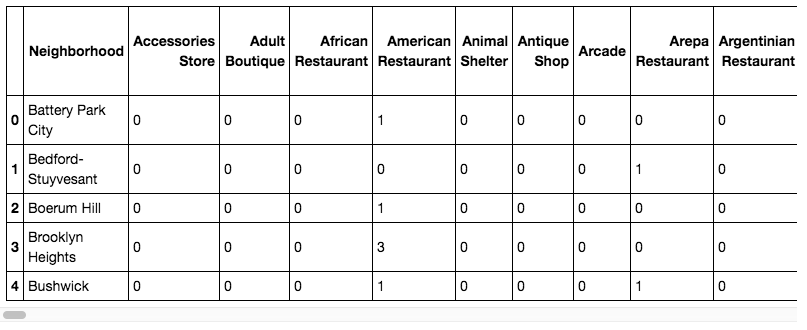 Neighborhood Accessories Store Adult Boutique African Restaurant American Restaurant Animal Shelter Antique Shop Arcade Arepa Restaurant Argentinian Restaurant
0 Battery Park City 0 0 0 1 0 0 0 0 0
1 Bedford-Stuyvesant 0 0 0 0 0 0 0 1 0
2 Boerum Hill 0 0 0 1 0 0 0 0 0
3 Brooklyn Heights 0 0 0 3 0 0 0 0 0
4 Bushwick 0 0 0 1 0 0 0 1 0